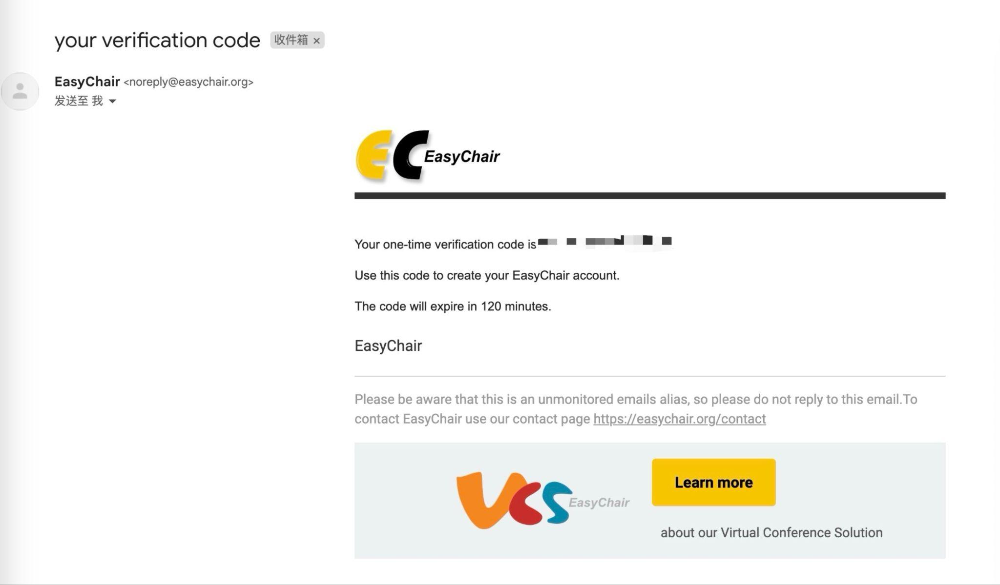 your verification code 收件箱 ×
EasyChair <noreply@easychair.org>
发送至 我
EC EasyChair
Your one-time verification code is
Use this code to create your EasyChair account.
The code will expire in 120 minutes.
EasyChair
Please be aware that this is an unmonitored emails alias, so please do not reply to this email.To
contact EasyChair use our contact page https://easychair.org/contact
vcs EasyChair
Learn more
about our Virtual Conference Solution